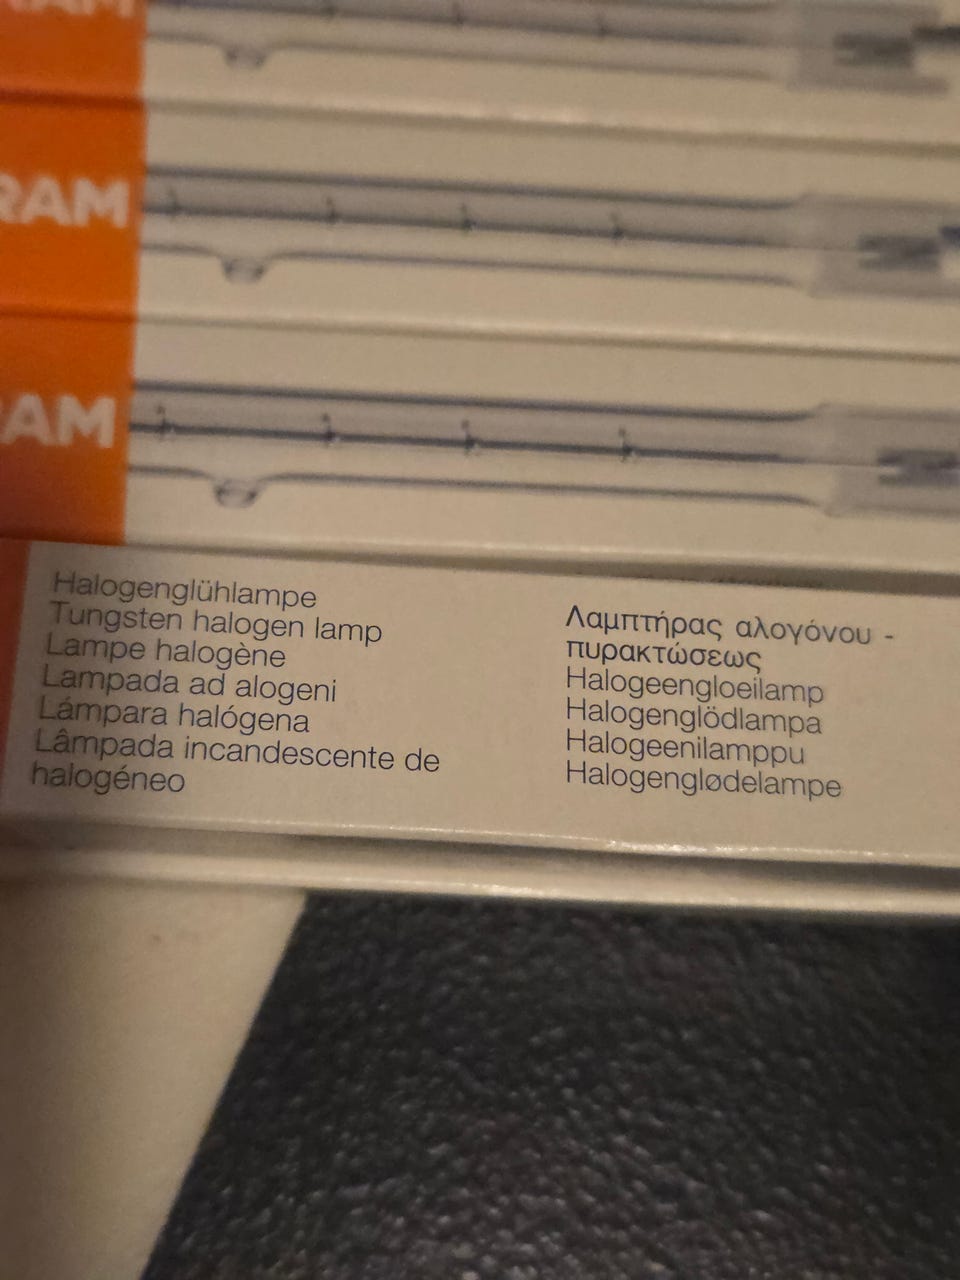 RAM
RAM
RAM
Halogenglühlampe
Tungsten halogen lamp
Lampe halogène
Lampada ad alogeni
Lámpara halógena
Lâmpada incandescente de
halogéneo
Λαμπτήρας αλογόνου -
πυρακτώσεως
Halogeengloeilamp
Halogenglödlampa
Halogeenilamppu
Halogenglødelampe